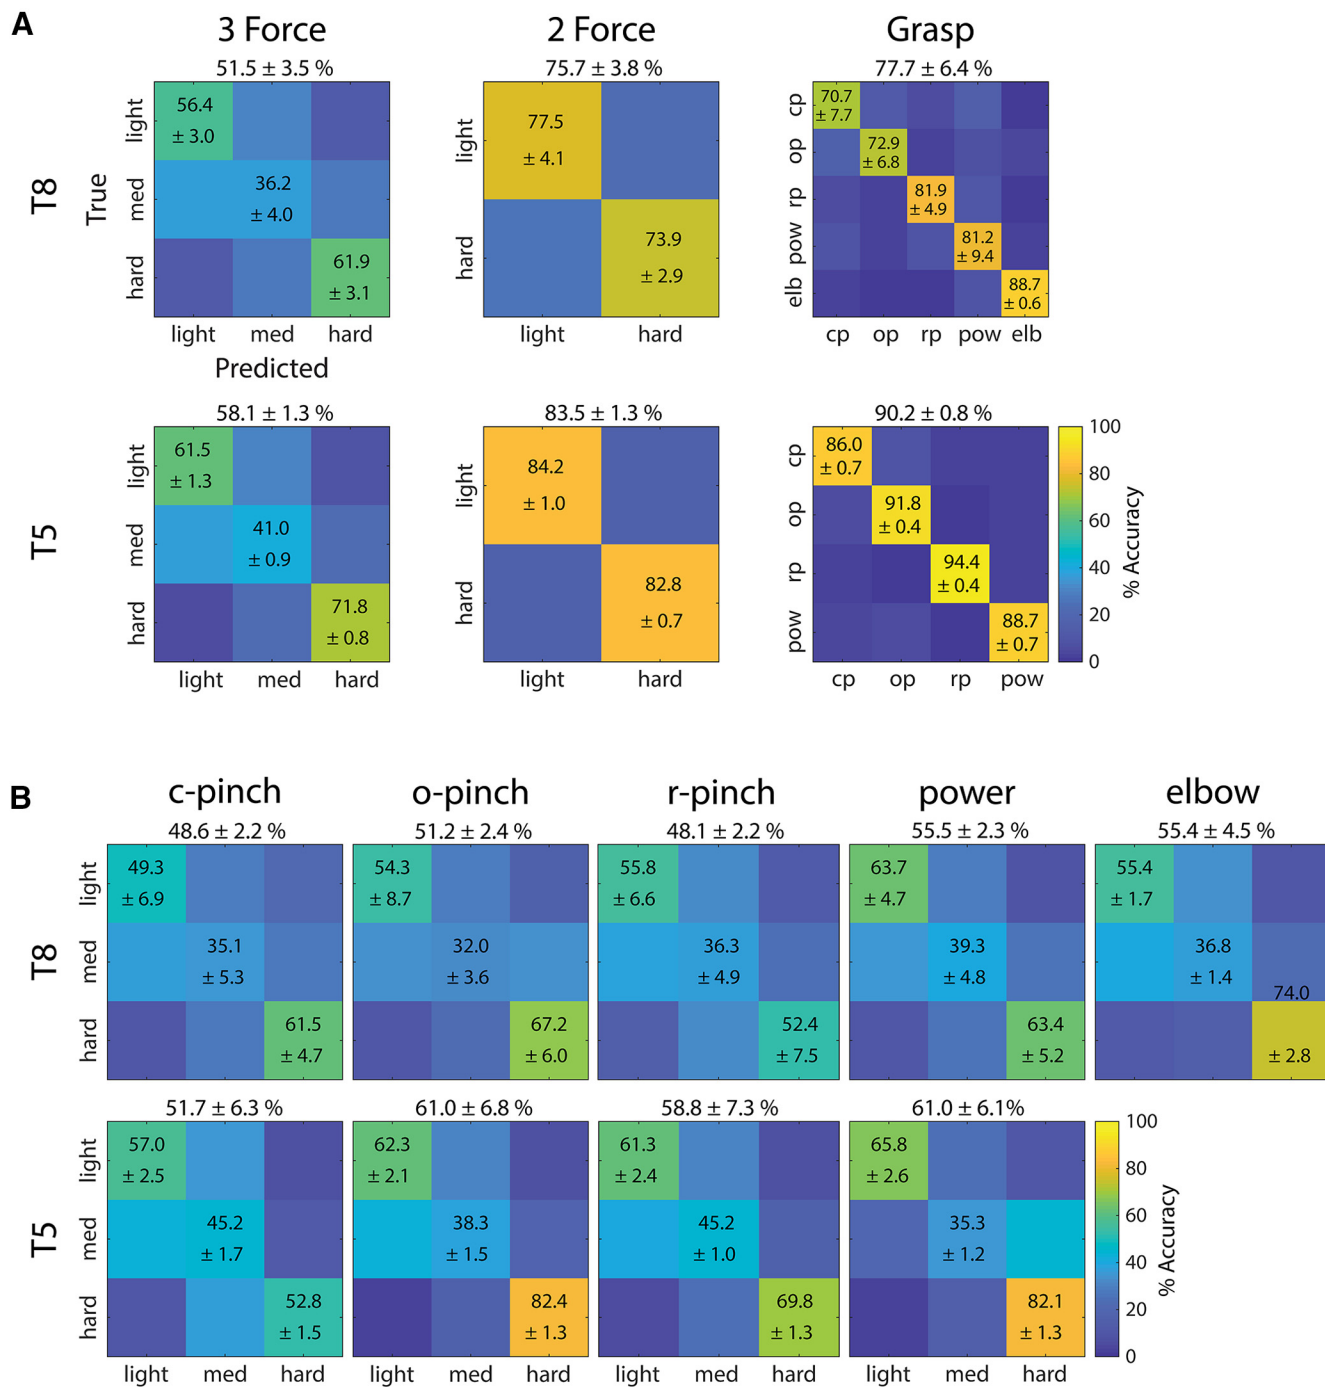 A
3 Force
2 Force
Grasp
51.5 ± 3.5 %
75.7 ± 3.8 %
77.7 ± 6.4 %
T8
True
light
med
hard
56.4
± 3.0
36.2
± 4.0
61.9
± 3.1
light med hard
Predicted
light
hard
77.5
± 4.1
73.9
± 2.9
light hard
cp
op
rp
pow
elb
70.7
± 7.7
72.9
± 6.8
81.9
± 4.9
81.2
± 9.4
88.7
± 0.6
cp op rp pow elb
58.1 ± 1.3 %
83.5 ± 1.3 %
90.2 ± 0.8 %
T5
light
med
hard
61.5
± 1.3
41.0
± 0.9
71.8
± 0.8
light med hard
light
hard
84.2
± 1.0
82.8
± 0.7
light hard
cp
op
rp
pow
86.0
± 0.7
91.8
± 0.4
94.4
± 0.4
88.7
± 0.7
cp op rp pow
100
80
60
40
20
0
% Accuracy
B
c-pinch
o-pinch
r-pinch
power
elbow
48.6 ± 2.2 %
51.2 ± 2.4 %
48.1 ± 2.2 %
55.5 ± 2.3 %
55.4 ± 4.5 %
T8
light
med
hard
49.3
± 6.9
35.1
± 5.3
61.5
± 4.7
54.3
± 8.7
32.0
± 3.6
67.2
± 6.0
55.8
± 6.6
36.3
± 4.9
52.4
± 7.5
63.7
± 4.7
39.3
± 4.8
63.4
± 5.2
55.4
± 1.7
36.8
± 1.4
74.0
± 2.8
51.7 ± 6.3 %
61.0 ± 6.8 %
58.8 ± 7.3 %
61.0 ± 6.1%
T5
light
med
hard
57.0
± 2.5
45.2
± 1.7
52.8
± 1.5
light med hard
62.3
± 2.1
38.3
± 1.5
82.4
± 1.3
light med hard
61.3
± 2.4
45.2
± 1.0
69.8
± 1.3
light med hard
65.8
± 2.6
35.3
± 1.2
82.1
± 1.3
light med hard
100
80
60
40
20
0
% Accuracy